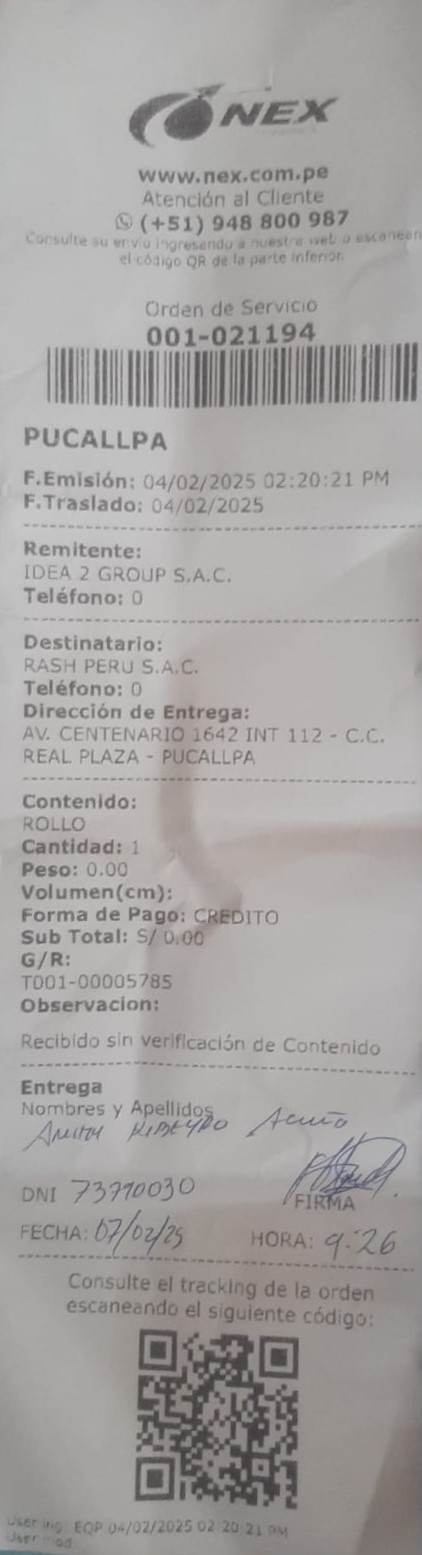 NEX
www.nex.com.pe
Atención al Cliente
(+51) 948 800 987
Consulte su envío ingresando a nuestra web o escanean
el código QR de la parte inferior.
Orden de Servicio
001-021194
PUCALLPA
F.Emisión: 04/02/2025 02:20:21 PM
F.Traslado: 04/02/2025
Remitente:
IDEA 2 GROUP S.A.C.
Teléfono: 0
Destinatario:
RASH PERU S.A.C.
Teléfono: 0
Dirección de Entrega:
AV. CENTENARIO 1642 INT 112 - C.C.
REAL PLAZA - PUCALLPA
Contenido:
ROLLO
Cantidad: 1
Peso: 0.00
Volumen(cm):
Forma de Pago: CREDITO
Sub Total: S/ 0.00
G/R:
T001-00005785
Observacion:
Recibido sin verificación de Contenido
Entrega
Nombres y Apellidos
Acuña
DNI 73710030
FIRMA
FECHA: 07/02/25 HORA: 9:26
Consulte el tracking de la orden
escaneando el siguiente código:
User ing: EQP 04/02/2025 02:20:21 PM
User mod